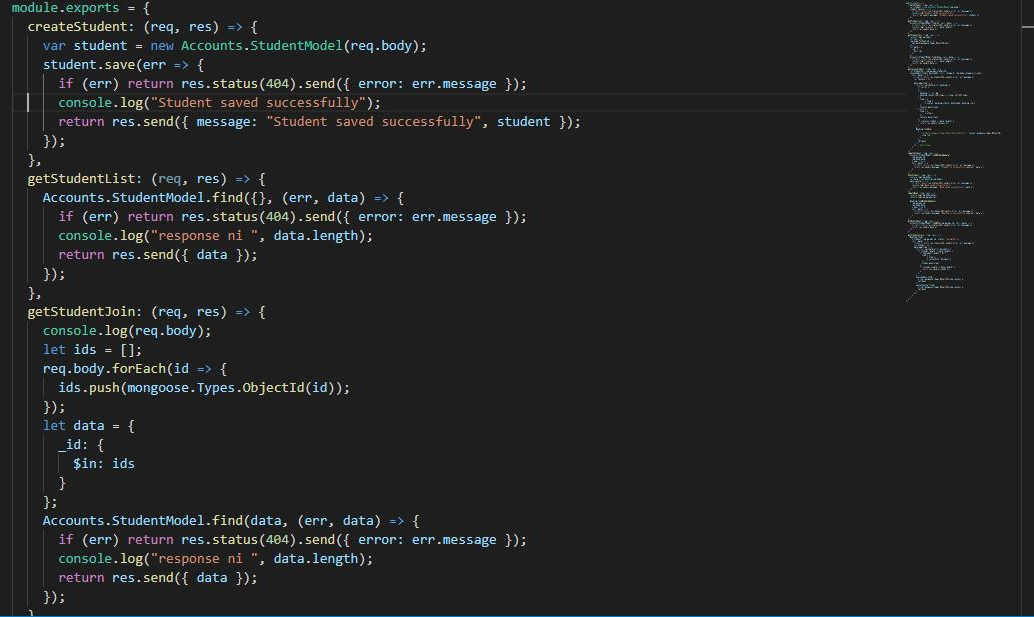 module.exports = {
  createStudent: (req, res) => {
    var student = new Accounts.StudentModel(req.body);
    student.save(err => {
      if (err) return res.status(404).send({ error: err.message });
      console.log("Student saved successfully");
      return res.send({ message: "Student saved successfully", student });
    });
  },
  getStudentList: (req, res) => {
    Accounts.StudentModel.find({}, (err, data) => {
      if (err) return res.status(404).send({ error: err.message });
      console.log("response ni ", data.length);
      return res.send({ data });
    });
  },
  getStudentJoin: (req, res) => {
    console.log(req.body);
    let ids = [];
    req.body.forEach(id => {
      ids.push(mongoose.Types.ObjectId(id));
    });
    let data = {
      _id: {
        $in: ids
      }
    };
    Accounts.StudentModel.find(data, (err, data) => {
      if (err) return res.status(404).send({ error: err.message });
      console.log("response ni ", data.length);
      return res.send({ data });
    });